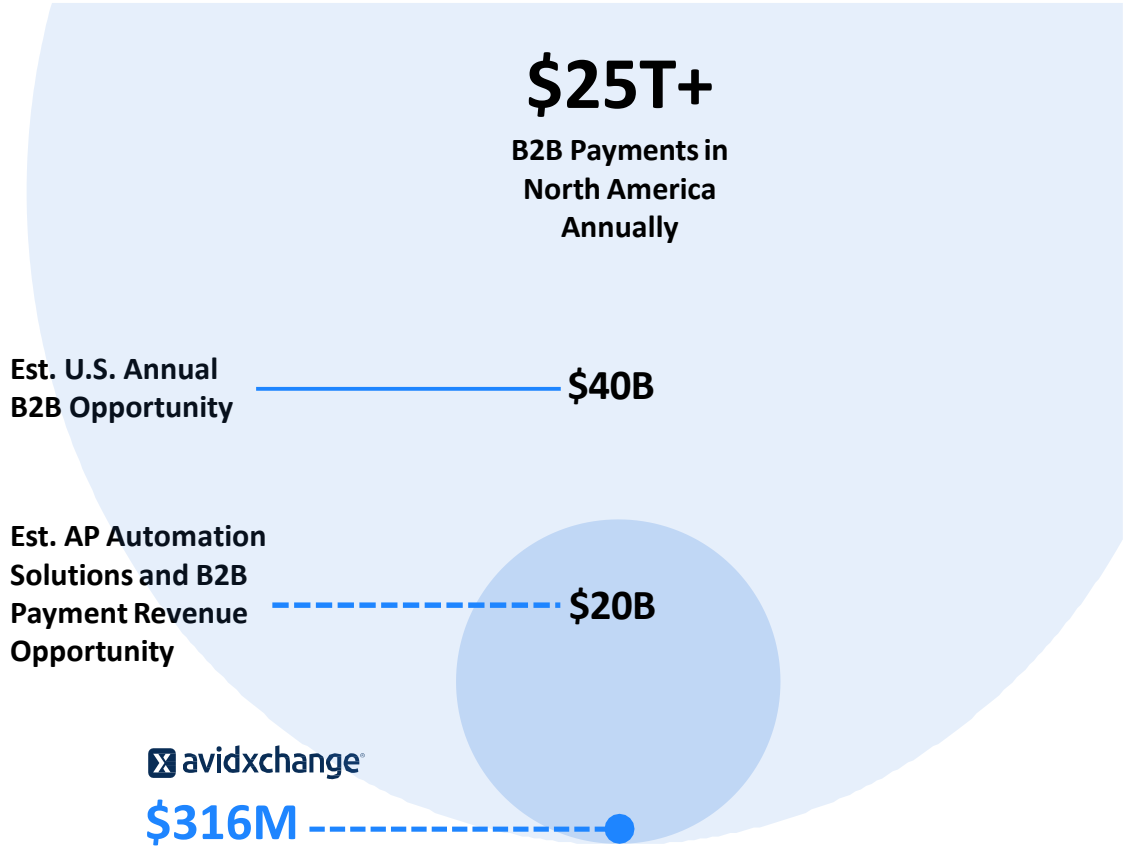 $25T+
B2B Payments in
North America
Annually
Est. U.S. Annual
B2B Opportunity
$40B
Est. AP Automation
Solutions and B2B
Payment Revenue
Opportunity
$20B
avidxchange
$316M